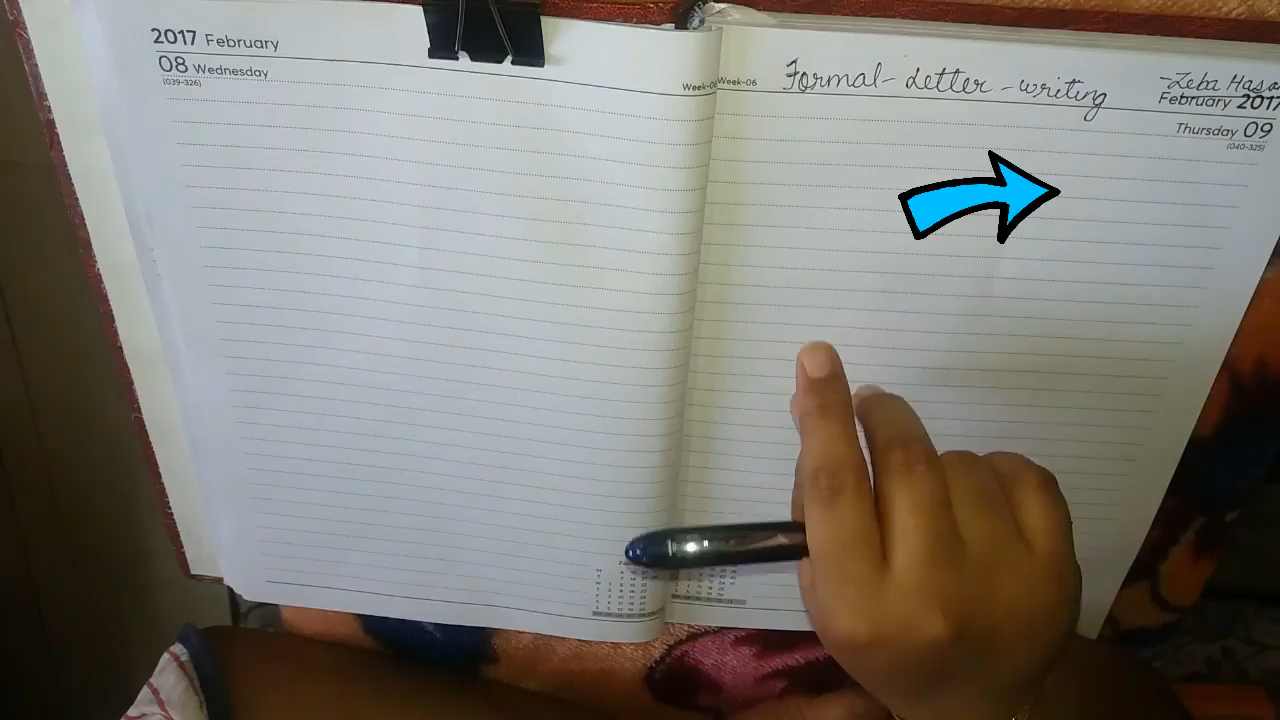 2017 February
08 Wednesday
(039-326)
Week-06
Week-06
Formal-Letter-writing
-Zeba
February 2017
Thursday 09
(040-325)